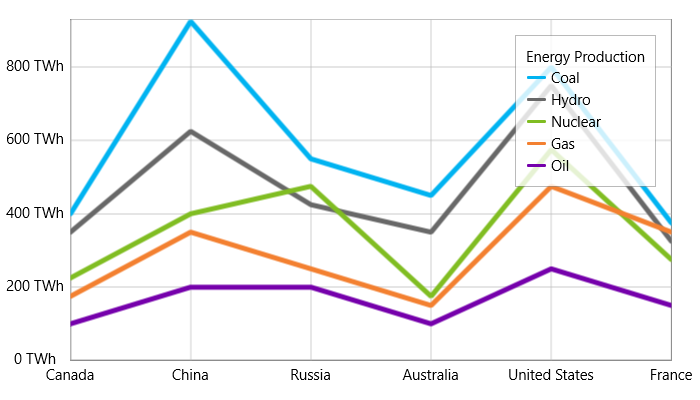 Energy Production
Coal
Hydro
Nuclear
Gas
Oil
800 TWh
600 TWh
400 TWh
200 TWh
0 TWh
Canada China Russia Australia United States France